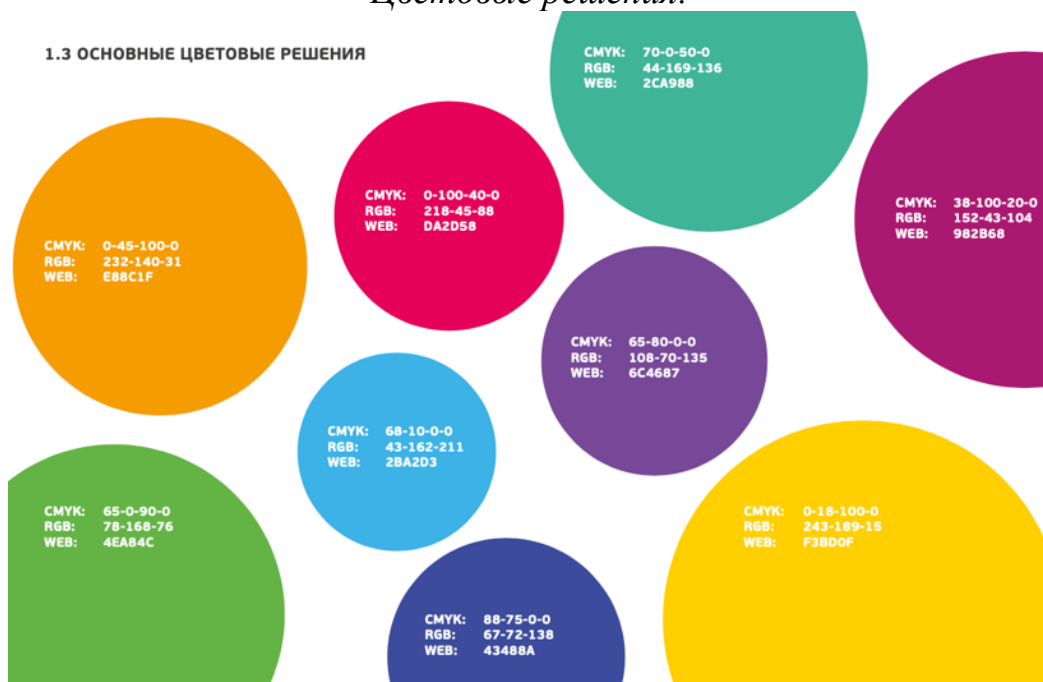 Цветовые решения:
1.3 ОСНОВНЫЕ ЦВЕТОВЫЕ РЕШЕНИЯ
CMYK: 70-0-50-0
RGB: 44-169-136
WEB: 2CA988
CMYK: 0-100-40-0
RGB: 218-45-88
WEB: DA2D58
CMYK: 38-100-20-0
RGB: 152-43-104
WEB: 982B68
CMYK: 0-45-100-0
RGB: 232-140-31
WEB: E88C1F
CMYK: 65-80-0-0
RGB: 108-70-135
WEB: 6C4687
CMYK: 68-10-0-0
RGB: 43-162-211
WEB: 2BA2D3
CMYK: 65-0-90-0
RGB: 78-168-76
WEB: 4EA84C
CMYK: 0-18-100-0
RGB: 243-189-15
WEB: F3BD0F
CMYK: 88-75-0-0
RGB: 67-72-138
WEB: 43488A